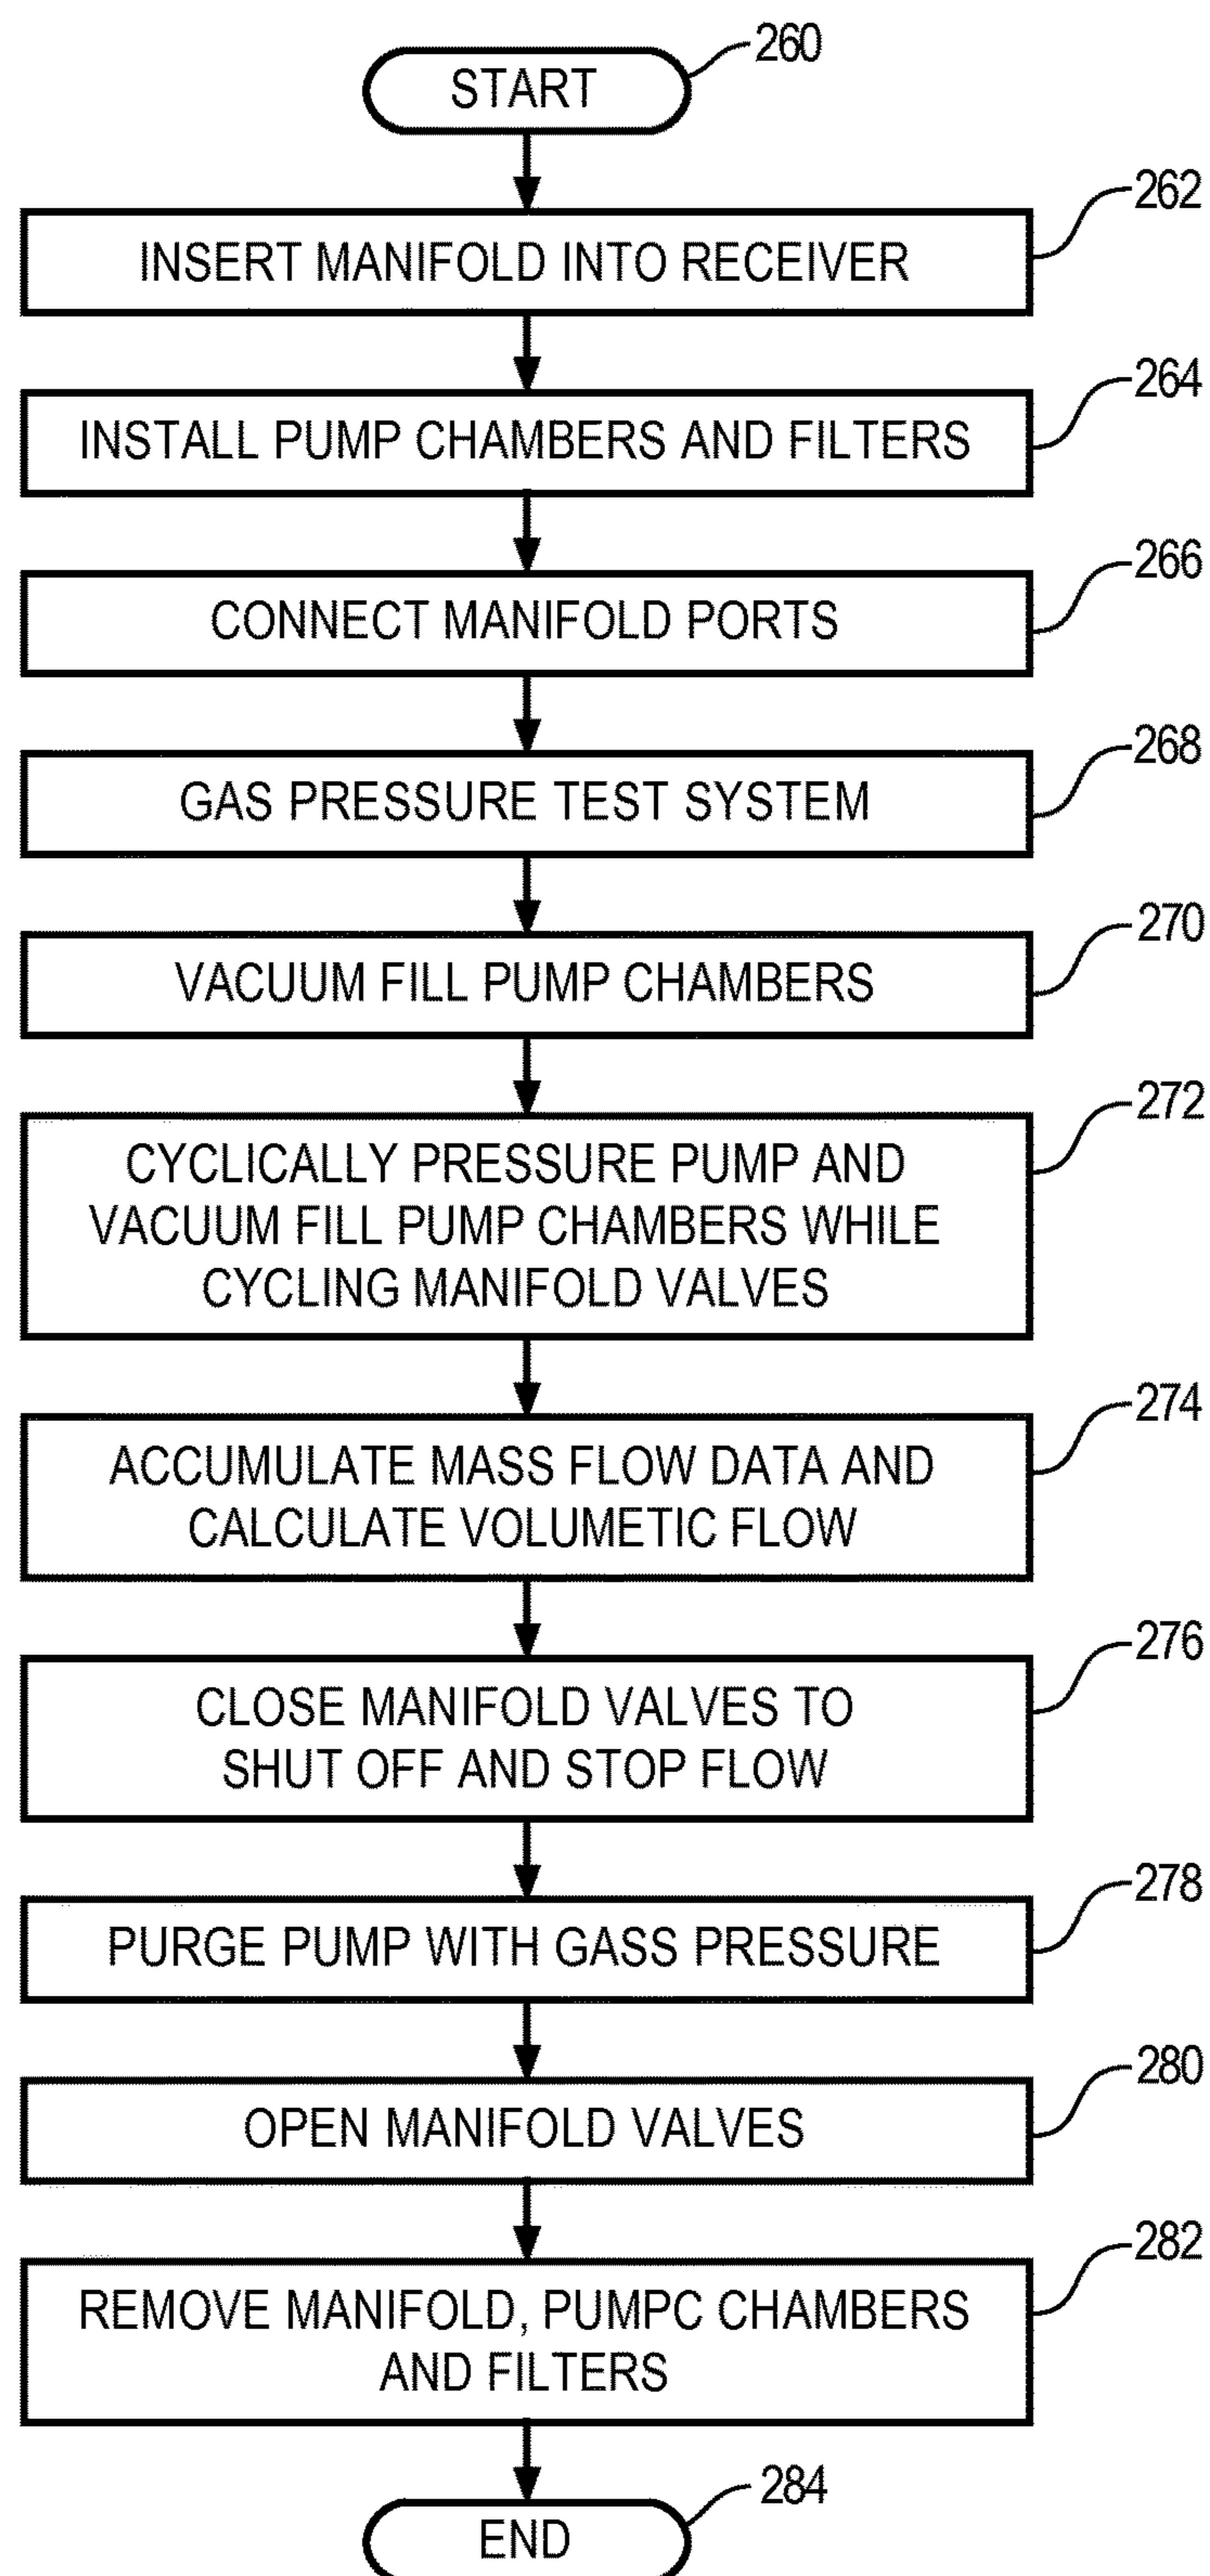 START
260
INSERT MANIFOLD INTO RECEIVER
262
INSTALL PUMP CHAMBERS AND FILTERS
264
CONNECT MANIFOLD PORTS
266
GAS PRESSURE TEST SYSTEM
268
VACUUM FILL PUMP CHAMBERS
270
CYCLICALLY PRESSURE PUMP AND
VACUUM FILL PUMP CHAMBERS WHILE
CYCLING MANIFOLD VALVES
272
ACCUMULATE MASS FLOW DATA AND
CALCULATE VOLUMETIC FLOW
274
CLOSE MANIFOLD VALVES TO
SHUT OFF AND STOP FLOW
276
PURGE PUMP WITH GASS PRESSURE
278
OPEN MANIFOLD VALVES
280
REMOVE MANIFOLD, PUMPC CHAMBERS
AND FILTERS
282
END
284